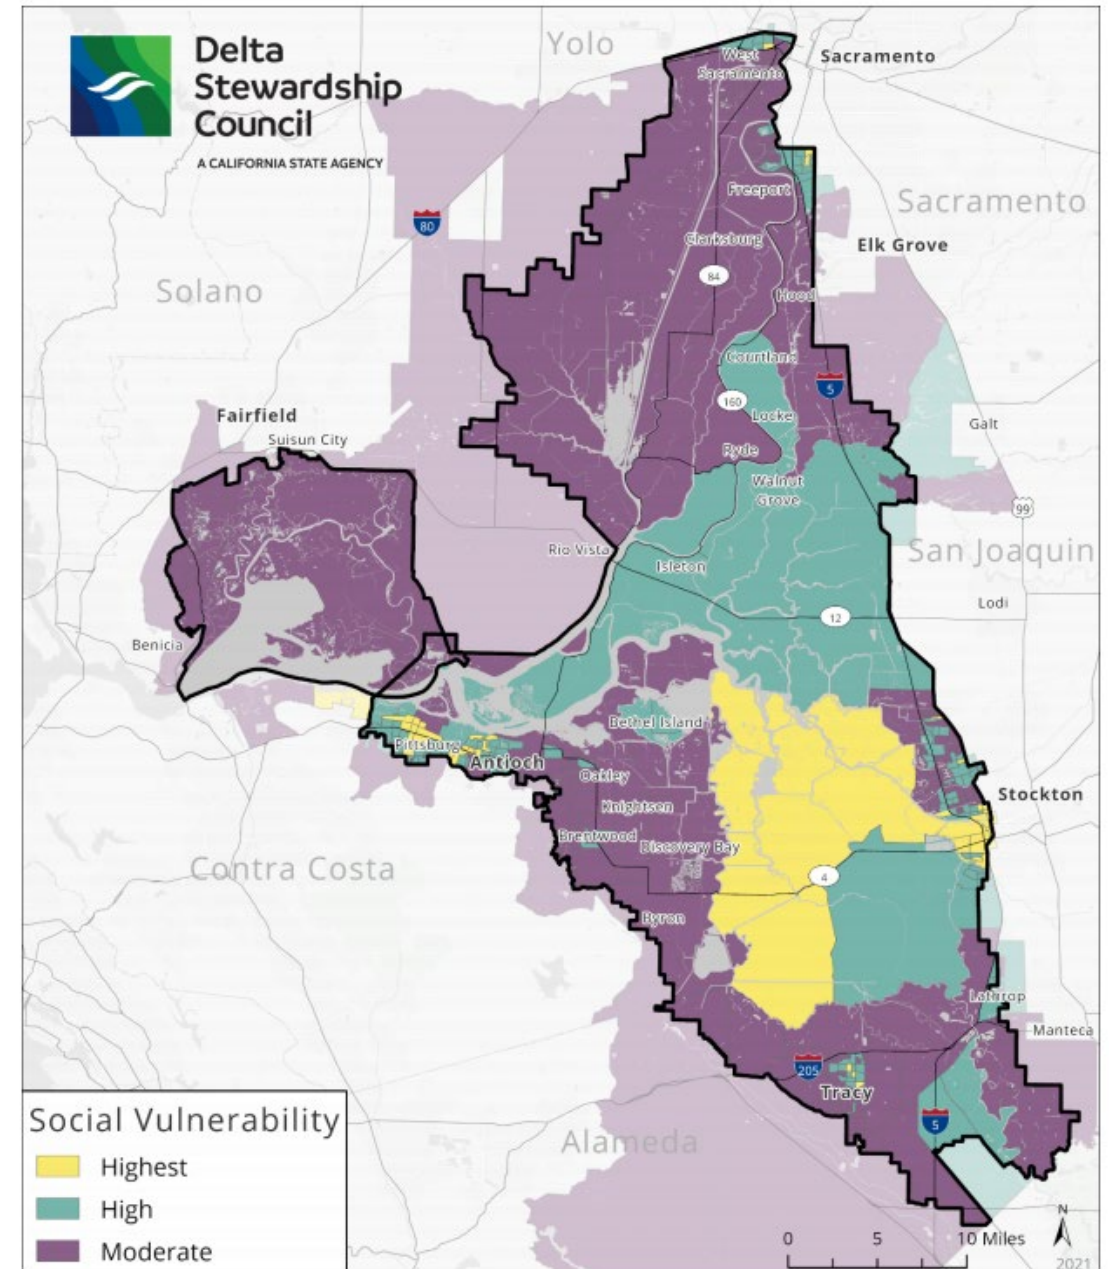 Delta
Stewardship
Council
A CALIFORNIA STATE AGENCY
Yolo
West
Sacramento
Sacramento
80
Freeport
Sacramento
Clarksburg
Elk Grove
84
Solano
Hood
Courtland
5
160
Fairfield
Locke
Galt
Suisun City
Ryde
Walnut
Grove
99
Rio Vista
San Joaquin
Isleton
Lodi
12
Benicia
Bethel Island
Pittsburg
Antioch
Oakley
Stockton
Knightsen
Brentwood
Discovery Bay
Contra Costa
4
Byron
Lathrop
Manteca
205
Tracy
5
Alameda
Social Vulnerability
Highest
High
Moderate
N
0 5 10 Miles
2021